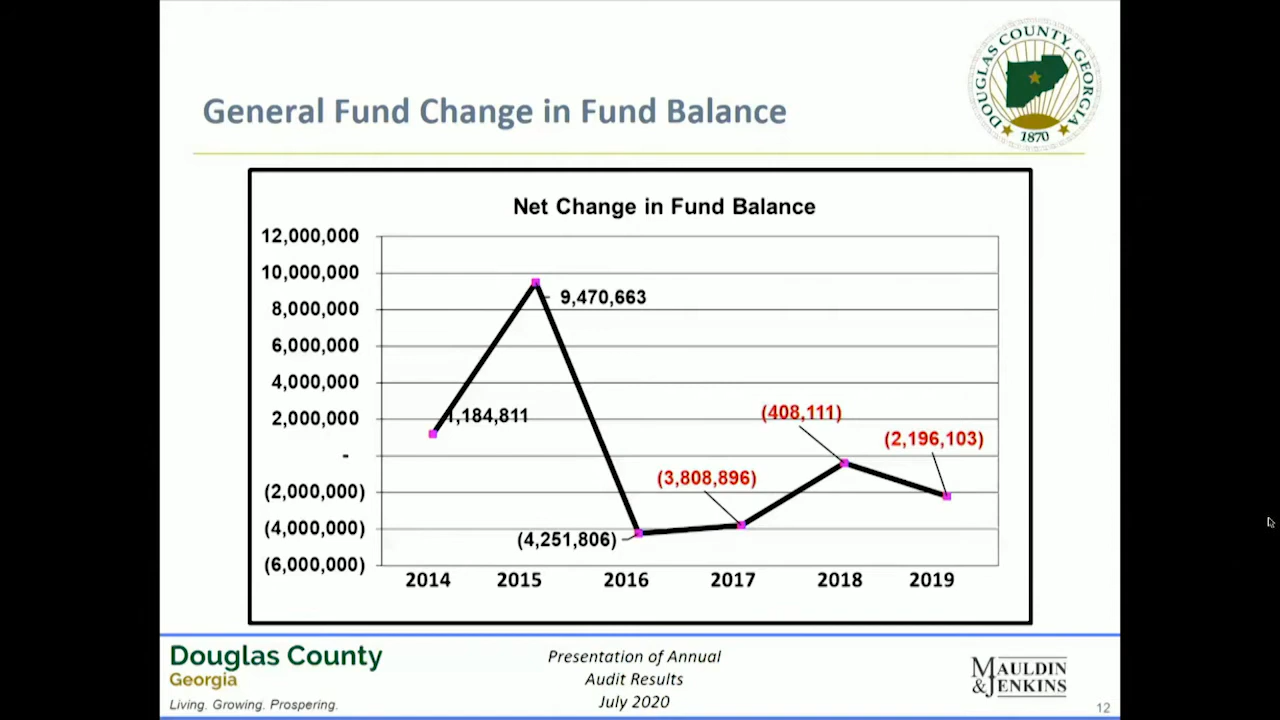 DOUGLAS COUNTY, GEORGIA
1870
General Fund Change in Fund Balance
Net Change in Fund Balance
12,000,000
10,000,000
8,000,000
6,000,000
4,000,000
2,000,000
-
(2,000,000)
(4,000,000)
(6,000,000)
1,184,811
9,470,663
(4,251,806)
(3,808,896)
(408,111)
(2,196,103)
2014 2015 2016 2017 2018 2019
Douglas County
Georgia
Living. Growing. Prospering.
Presentation of Annual
Audit Results
July 2020
MAULDIN
&JENKINS
12